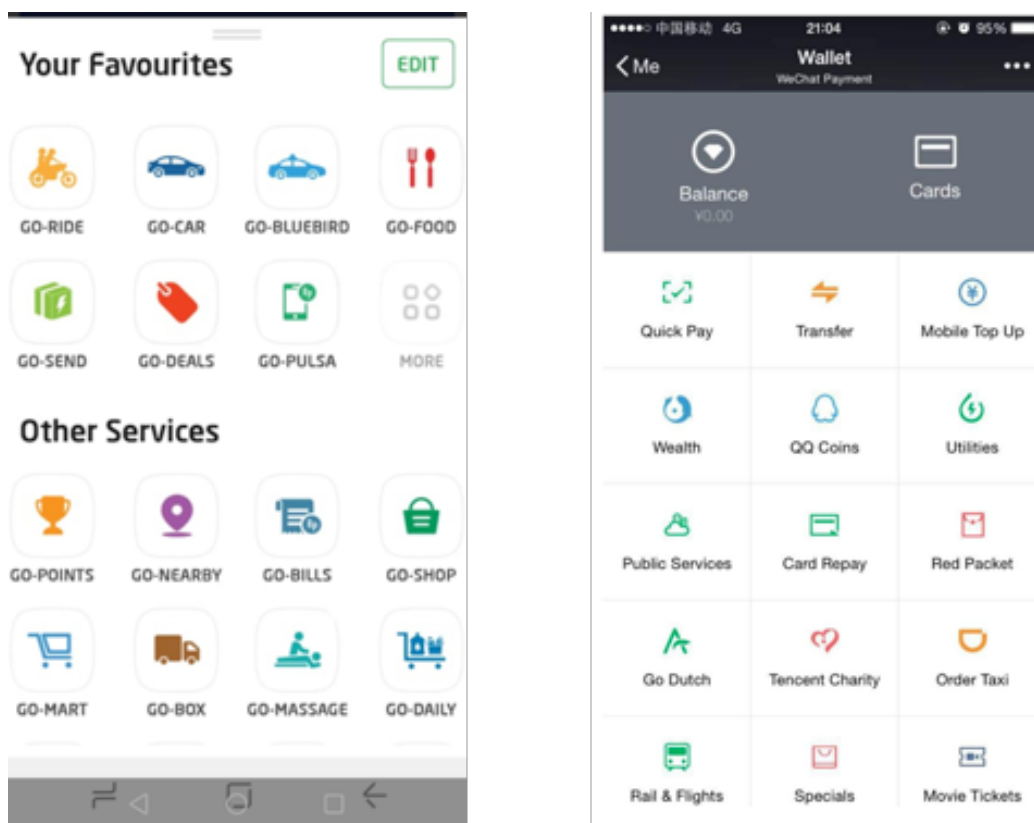 Your Favourites
EDIT
GO-RIDE GO-CAR GO-BLUEBIRD GO-FOOD
GO-SEND GO-DEALS GO-PULSA MORE
Other Services
GO-POINTS GO-NEARBY GO-BILLS GO-SHOP
GO-MART GO-BOX GO-MASSAGE GO-DAILY
中国移动 4G 21:04 95%
Me Wallet
WeChat Payment
Balance Cards
¥0.00
Quick Pay Transfer Mobile Top Up
Wealth QQ Coins Utilities
Public Services Card Repay Red Packet
Go Dutch Tencent Charity Order Taxi
Rail & Flights Specials Movie Tickets